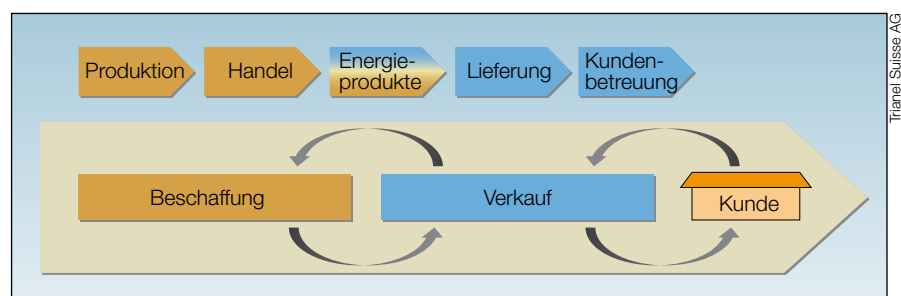 Produktion
Handel
Energie-
produkte
Lieferung
Kunden-
betreuung
Beschaffung
Verkauf
Kunde
Trianel Suisse AG